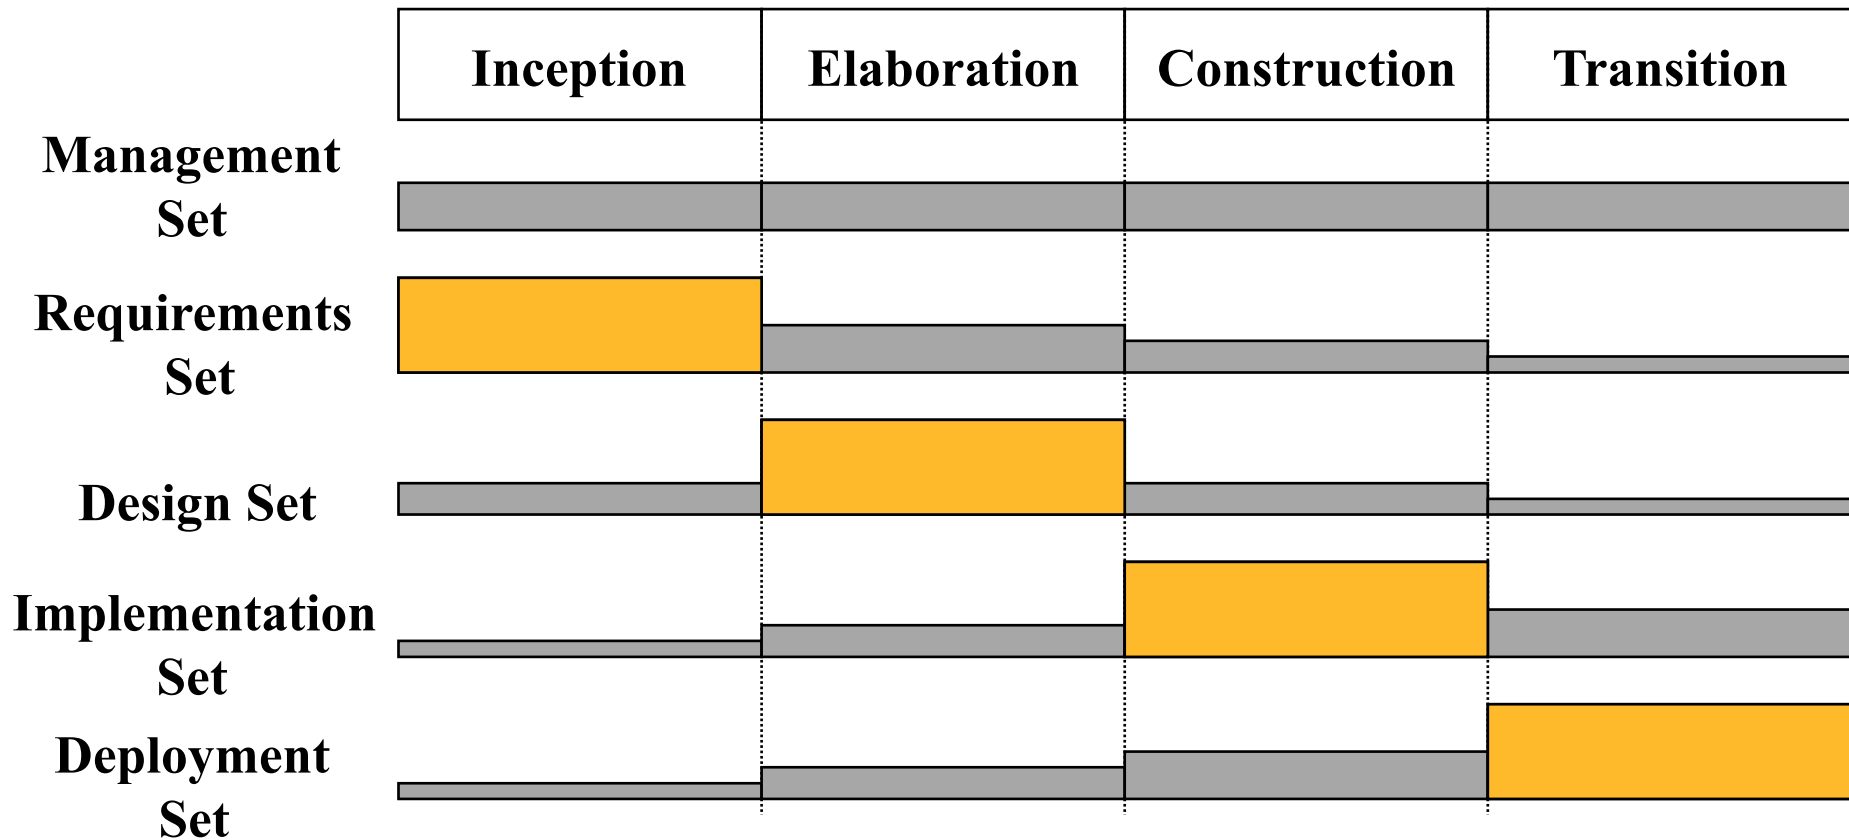 Inception Elaboration Construction Transition
Management
Set
Requirements
Set
Design Set
Implementation
Set
Deployment
Set